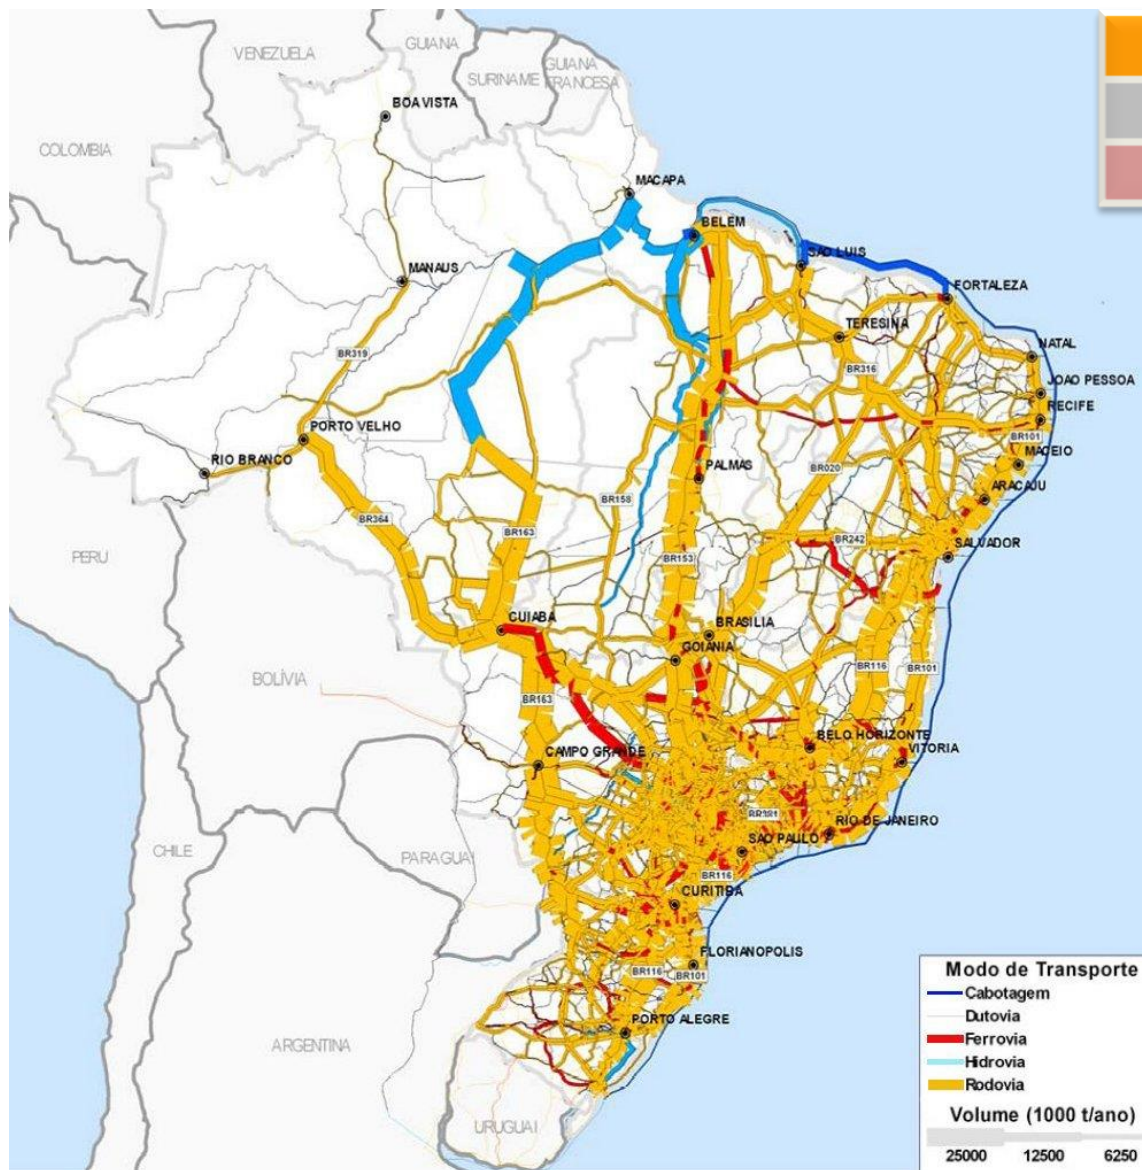 VENEZUELA
GUIANA
SURINAME
GUIANA
FRANCESA
COLOMBIA
BOA VISTA
MACAPA
BELEM
SAO LUIS
FORTALEZA
MANAUS
TERESINA
NATAL
BR319
BR316
JOAO PESSOA
RECIFE
PORTO VELHO
BR101
MACEIO
RIO BRANCO
PALMAS
BR020
ARACAJU
BR158
BR364
BR163
BR242
SALVADOR
PERU
BR153
CUIABA
BRASILIA
GOIANIA
BR116
BR101
BOLÍVIA
BR163
BELO HORIZONTE
VITORIA
CAMPO GRANDE
BR381
RIO DE JANEIRO
SAO PAULO
CHILE
PARAGUAI
BR116
CURITIBA
FLORIANOPOLIS
BR116
BR101
PORTO ALEGRE
ARGENTINA
URUGUAI
Modo de Transporte
Cabotagem
Dutovia
Ferrovia
Hidrovia
Rodovia
Volume (1000 t/ano)
25000 12500 6250